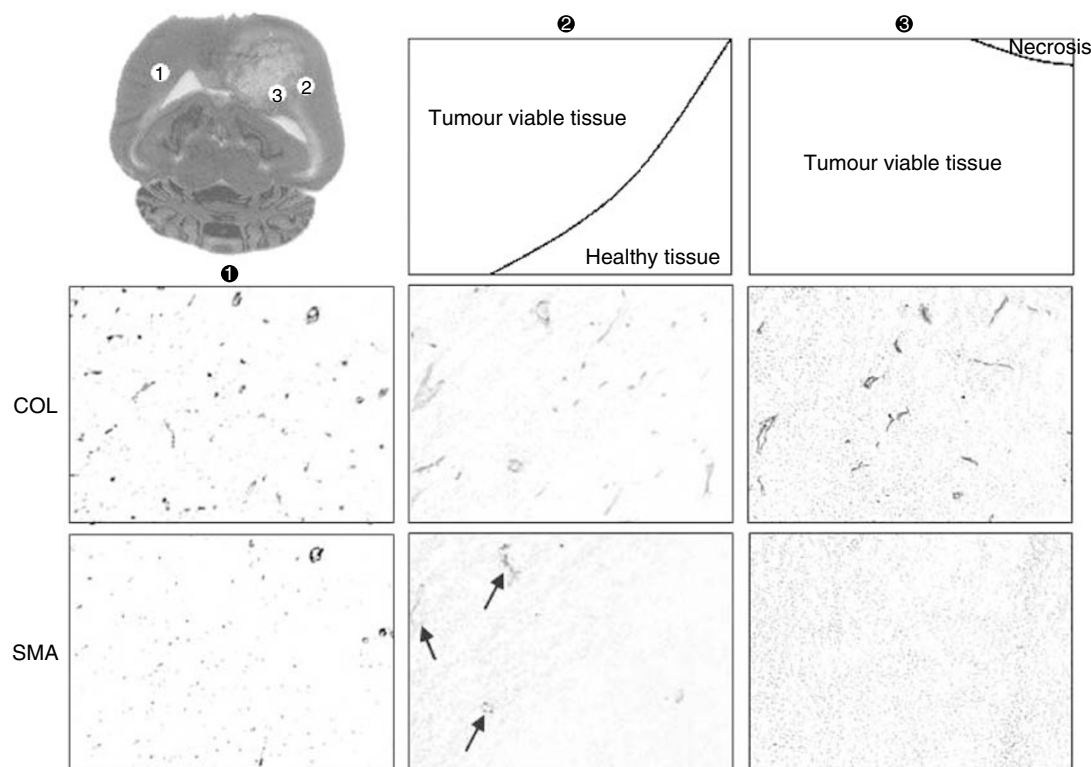 ❷
❸
1
2
3
Necrosis
Tumour viable tissue
Tumour viable tissue
Healthy tissue
❶
COL
SMA